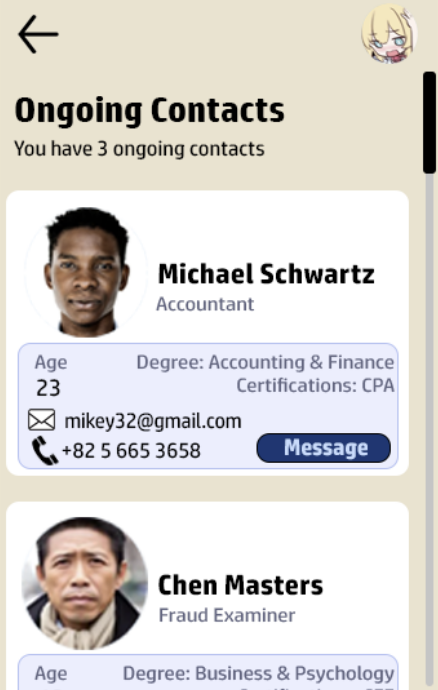 Ongoing Contacts
You have 3 ongoing contacts
Michael Schwartz
Accountant
Age
23
Degree: Accounting & Finance
Certifications: CPA
mikey32@gmail.com
+82 5 665 3658
Message
Chen Masters
Fraud Examiner
Age
Degree: Business & Psychology